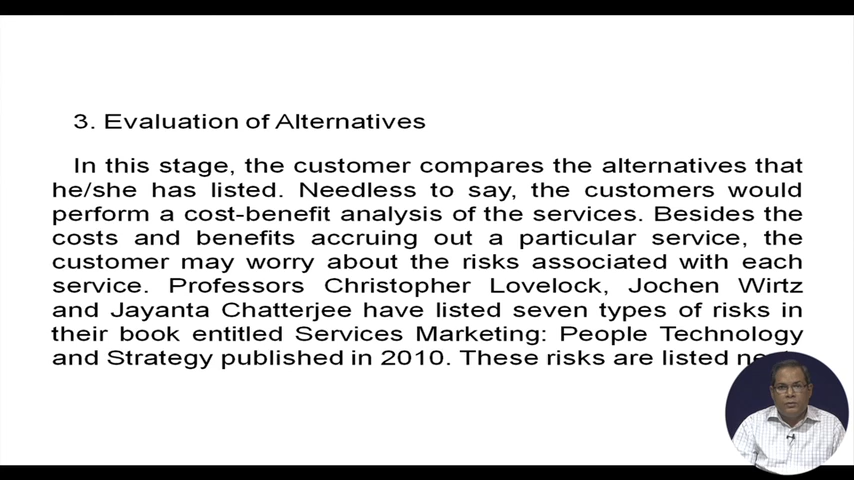 3. Evaluation of Alternatives
In this stage, the customer compares the alternatives that
he/she has listed. Needless to say, the customers would
perform a cost-benefit analysis of the services. Besides the
costs and benefits accruing out a particular service, the
customer may worry about the risks associated with each
service. Professors Christopher Lovelock, Jochen Wirtz
and Jayanta Chatterjee have listed seven types of risks in
their book entitled Services Marketing: People Technology
and Strategy published in 2010. These risks are listed